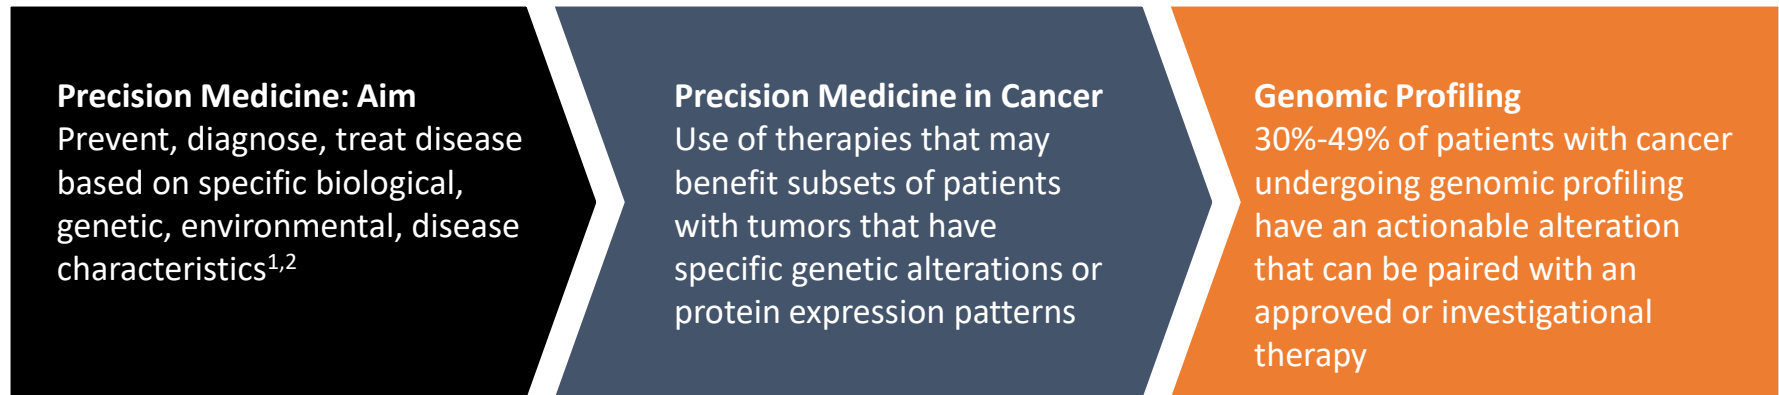 Precision Medicine: Aim
Prevent, diagnose, treat disease
based on specific biological,
genetic, environmental, disease
characteristics1,2
Precision Medicine in Cancer
Use of therapies that may
benefit subsets of patients
with tumors that have
specific genetic alterations or
protein expression patterns
Genomic Profiling
30%-49% of patients with cancer
undergoing genomic profiling
have an actionable alteration
that can be paired with an
approved or investigational
therapy